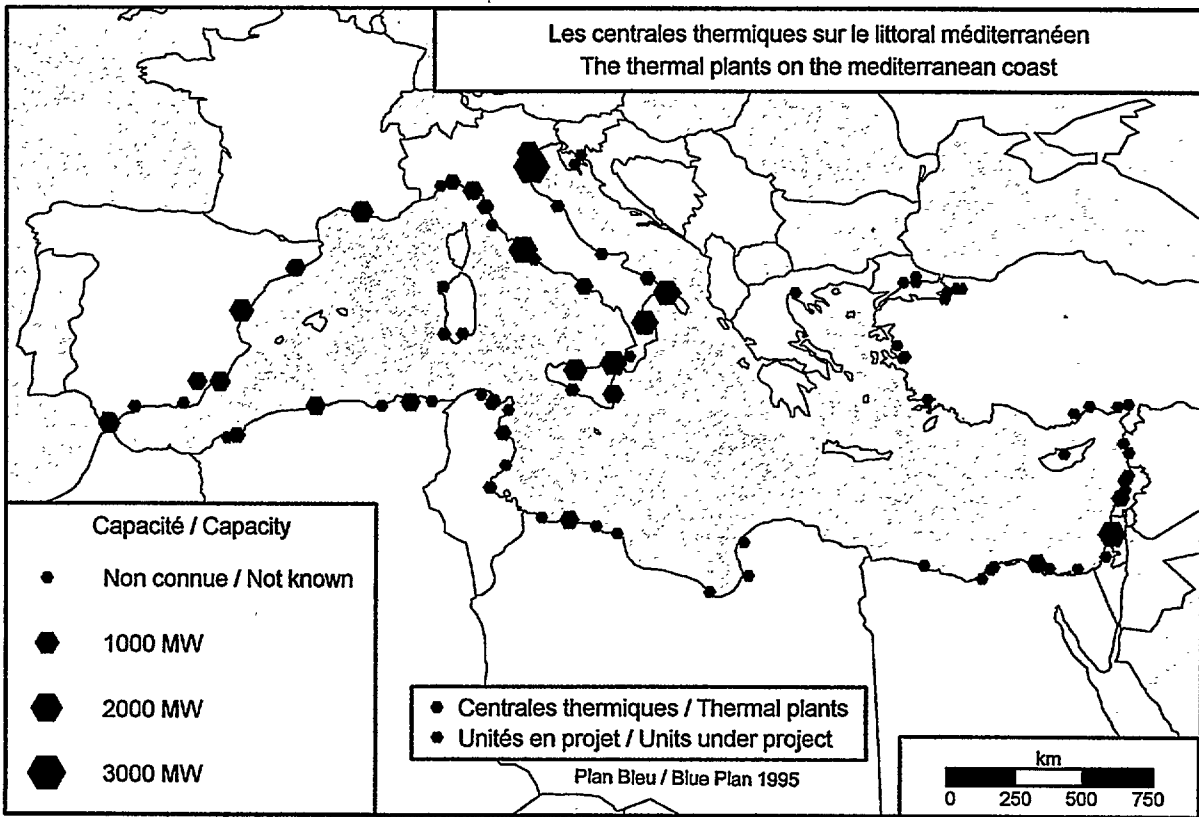 Les centrales thermiques sur le littoral méditerranéen
The thermal plants on the mediterranean coast
Capacité / Capacity
Non connue / Not known
1000 MW
2000 MW
3000 MW
Centrales thermiques / Thermal plants
Unités en projet / Units under project
Plan Bleu / Blue Plan 1995
km
0 250 500 750